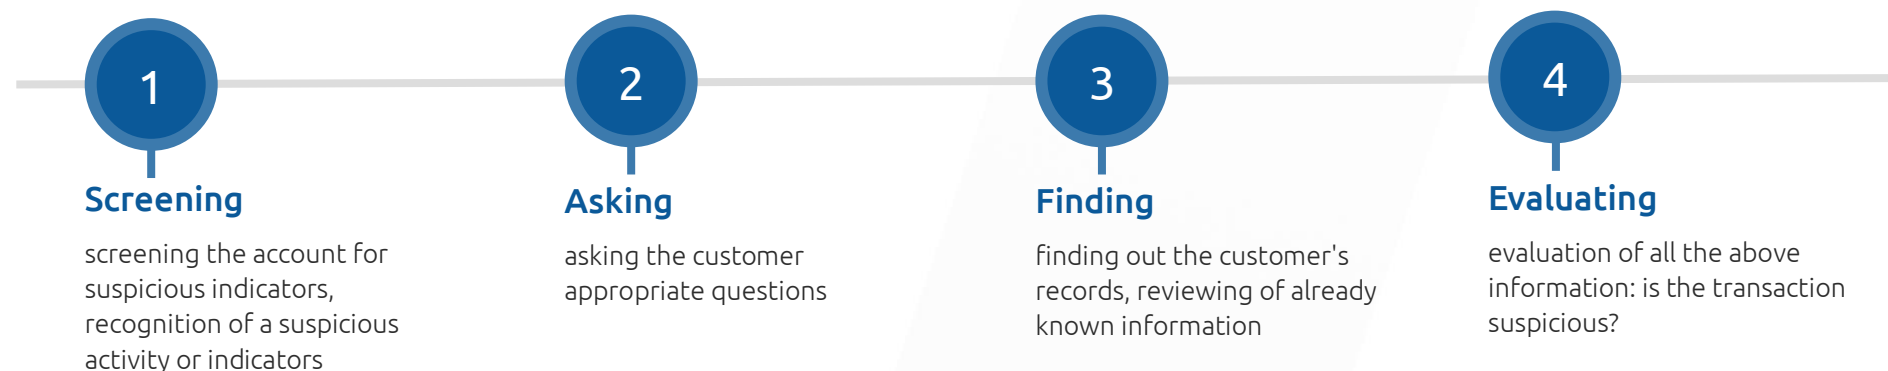 1
Screening
screening the account for
suspicious indicators,
recognition of a suspicious
activity or indicators
2
Asking
asking the customer
appropriate questions
3
Finding
finding out the customer's
records, reviewing of already
known information
4
Evaluating
evaluation of all the above
information: is the transaction
suspicious?